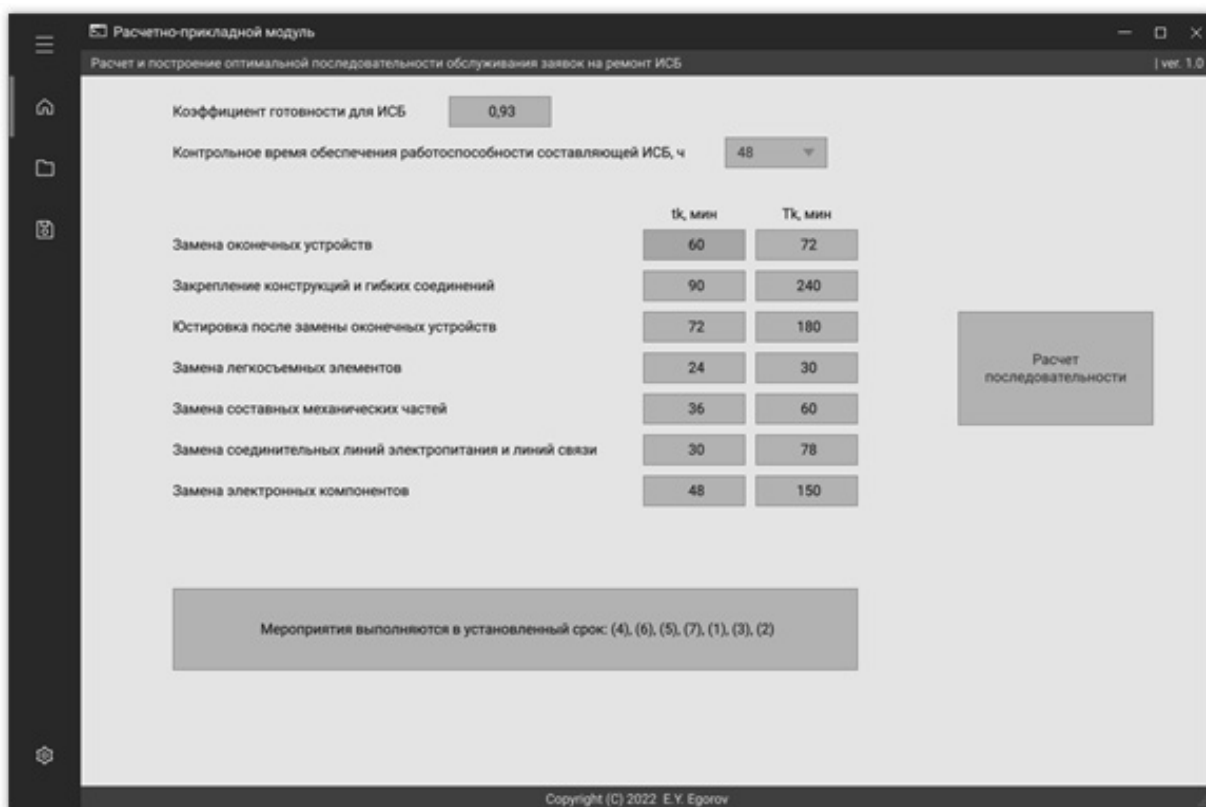 Расчетно-прикладной модуль
Расчет и построение оптимальной последовательности обслуживания заявок на ремонт ИСБ | ver. 1.0
Коэффициент готовности для ИСБ 0,93
Контрольное время обеспечения работоспособности составляющей ИСБ, ч 48
tk, мин Tk, мин
Замена оконечных устройств 60 72
Закрепление конструкций и гибких соединений 90 240
Юстировка после замены оконечных устройств 72 180
Замена легкосъемных элементов 24 30
Замена составных механических частей 36 60
Замена соединительных линий электропитания и линий связи 30 78
Замена электронных компонентов 48 150
Расчет
последовательности
Мероприятия выполняются в установленный срок: (4), (6), (5), (7), (1), (3), (2)
Copyright (C) 2022 E.Y. Egorov